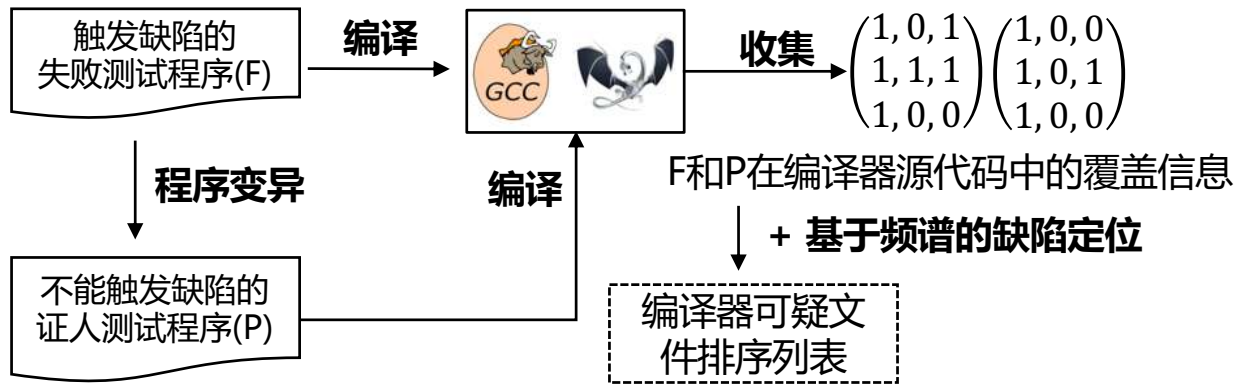 触发缺陷的
失败测试程序(F)
编译
GCC
收集
1, 0, 1
1, 1, 1
1, 0, 0
1, 0, 0
1, 0, 1
1, 0, 0
F和P在编译器源代码中的覆盖信息
程序变异
编译
+ 基于频谱的缺陷定位
不能触发缺陷的
证人测试程序(P)
编译器可疑文
件排序列表